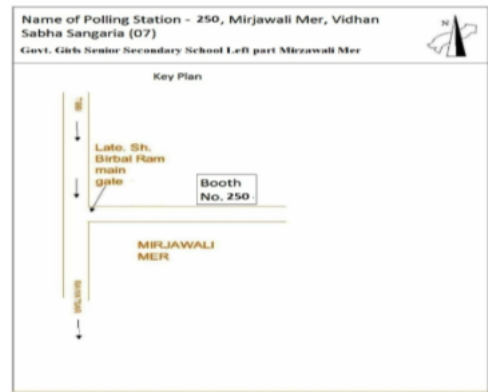 Name of Polling Station - 250, Mirjawali Mer, Vidhan
Sabha Sangaria (07)
Govt. Girls Senior Secondary School Left part Mirzawali Mer
N
Key Plan
Late. Sh.
Birbal Ram
main
gate
Booth
No. 250
MIRJAWALI
MER